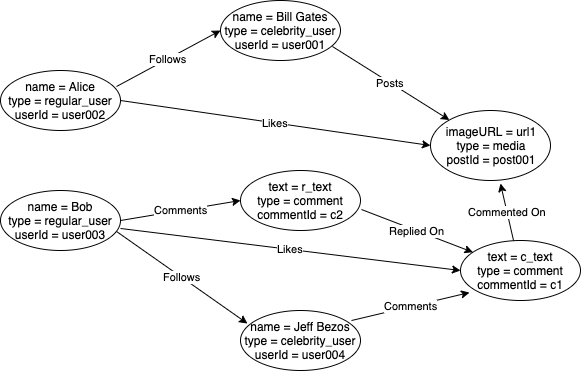 name = Bill Gates
type = celebrity_user
userId = user001
Follows
Posts
name = Alice
type = regular_user
userId = user002
Likes
imageURL = url1
type = media
postId = post001
text = r_text
type = comment
commentId = c2
name = Bob
type = regular_user
userId = user003
Comments
Commented On
Replied On
Likes
text = c_text
type = comment
commentId = c1
Follows
Comments
name = Jeff Bezos
type = celebrity_user
userId = user004